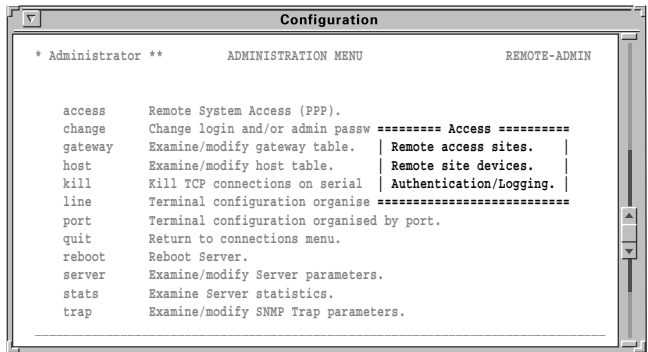 Configuration
* Administrator ** ADMINISTRATION MENU REMOTE-ADMIN
access Remote System Access (PPP).
change Change login and/or admin passw ========= Access ==========
gateway Examine/modify gateway table. | Remote access sites. |
host Examine/modify host table. | Remote site devices. |
kill Kill TCP connections on serial | Authentication/Logging. |
line Terminal configuration organise ===========================
port Terminal configuration organised by port.
quit Return to connections menu.
reboot Reboot Server.
server Examine/modify Server parameters.
stats Examine Server statistics.
trap Examine/modify SNMP Trap parameters.